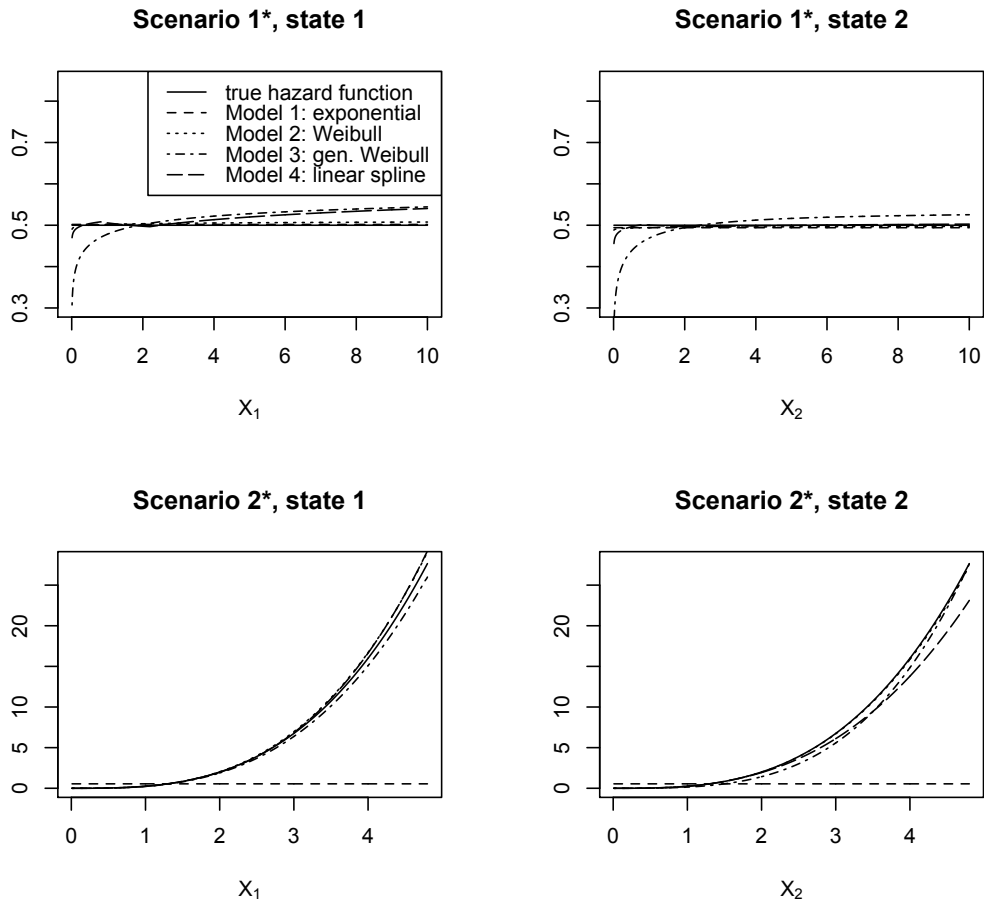 Scenario 1*, state 1
true hazard function
Model 1: exponential
Model 2: Weibull
Model 3: gen. Weibull
Model 4: linear spline
0.3 0.5 0.7
0 2 4 6 8 10
X₁
Scenario 1*, state 2
0.3 0.5 0.7
0 2 4 6 8 10
X₂
Scenario 2*, state 1
0 5 10 20
0 1 2 3 4
X₁
Scenario 2*, state 2
0 5 10 20
0 1 2 3 4
X₂